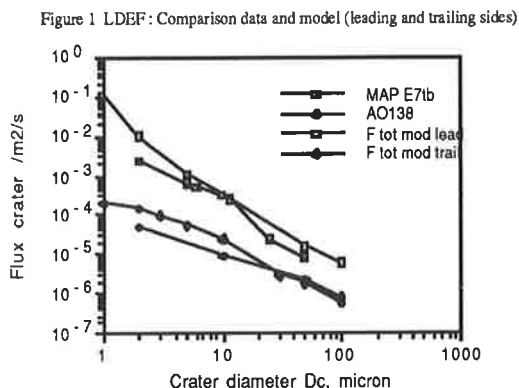 Figure 1 LDEF: Comparison data and model (leading and trailing sides)
Flux crater /m2/s
10^0
10^-1
10^-2
10^-3
10^-4
10^-5
10^-6
10^-7
MAP E7tb
AO138
F tot mod lead
F tot mod trail
1
10
100
1000
Crater diameter Dc, micron